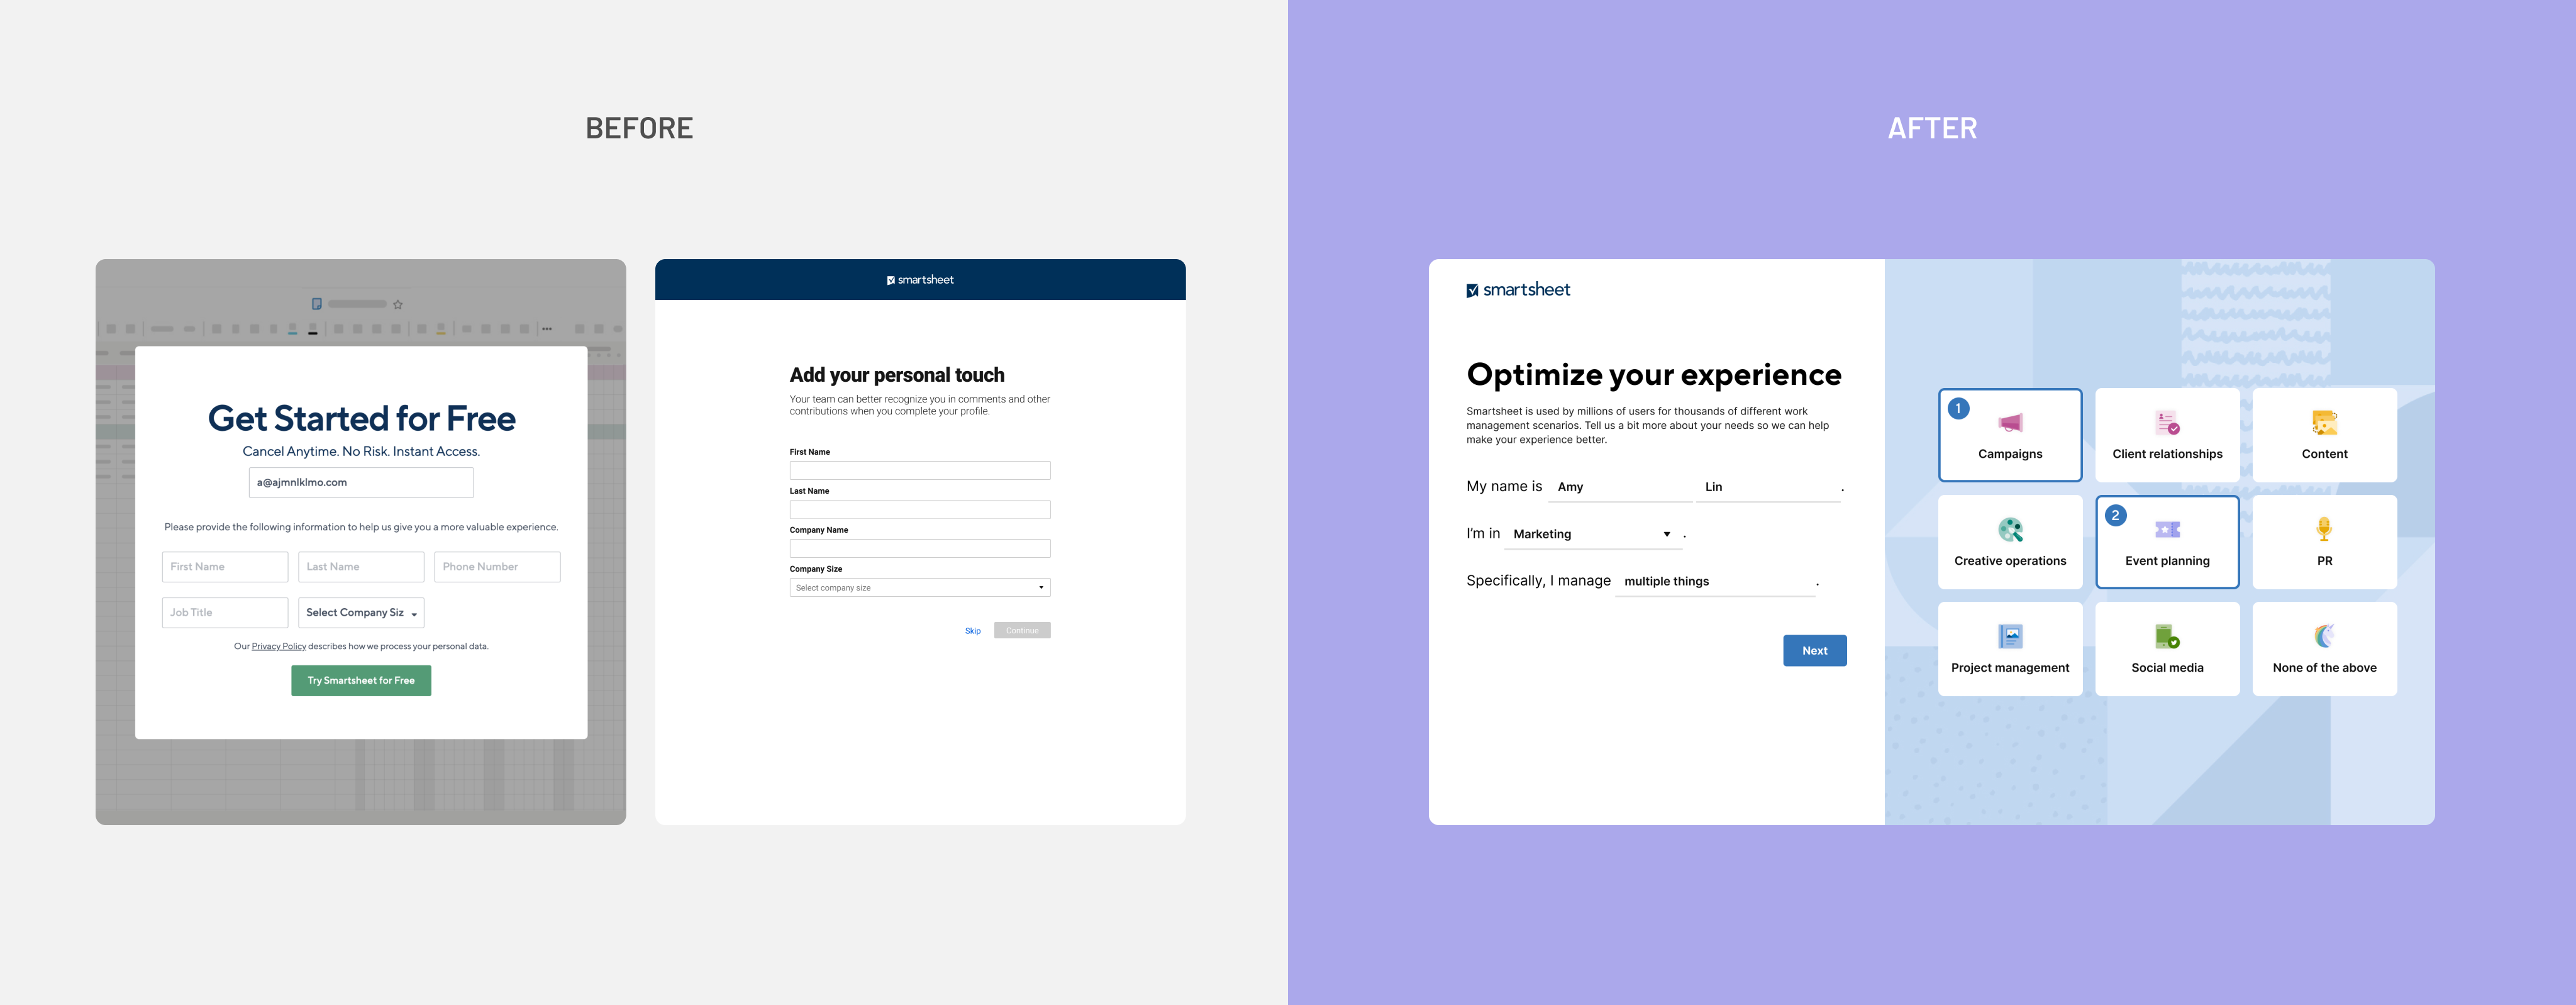 BEFORE
Get Started for Free
Cancel Anytime. No Risk. Instant Access.
a@ajmnlklmo.com
Please provide the following information to help us give you a more valuable experience.
First Name
Last Name
Phone Number
Job Title
Select Company Siz
Our Privacy Policy describes how we process your personal data.
Try Smartsheet for Free
smartsheet
Add your personal touch
Your team can better recognize you in comments and other
contributions when you complete your profile.
First Name
Last Name
Company Name
Company Size
Select company size
Skip
Continue
AFTER
smartsheet
Optimize your experience
Smartsheet is used by millions of users for thousands of different work
management scenarios. Tell us a bit more about your needs so we can help
make your experience better.
My name is Amy Lin .
I'm in Marketing .
Specifically, I manage multiple things .
Next
1
Campaigns
Client relationships
Content
Creative operations
2
Event planning
PR
Project management
Social media
None of the above